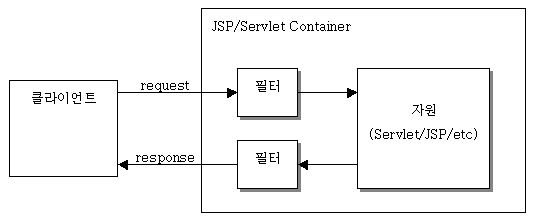 JSP/Servlet Container
클라이언트
request
필터
자원
(Servlet/JSP/etc)
response
필터